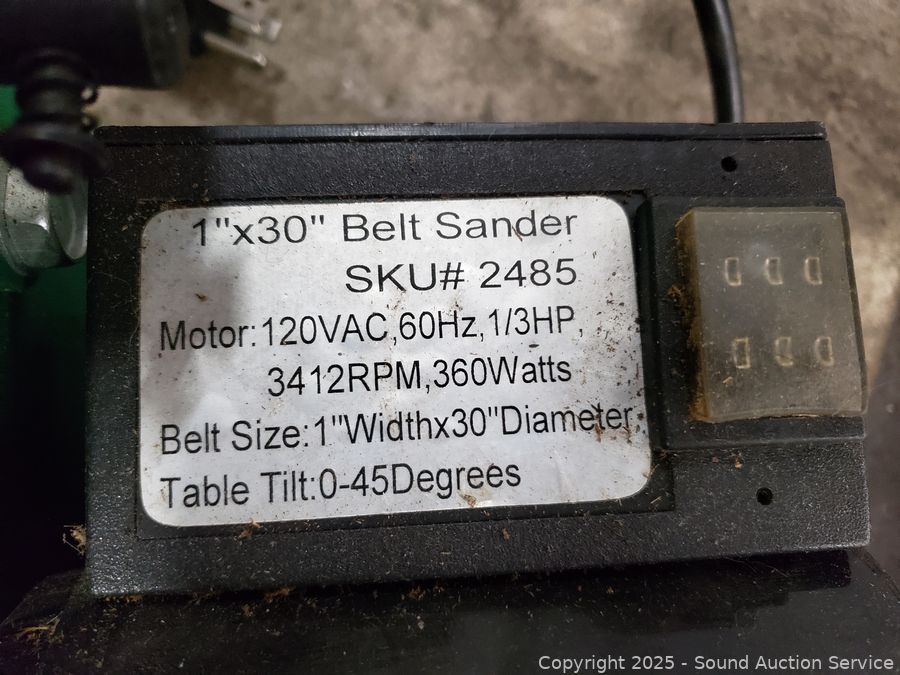 1"x30" Belt Sander
SKU# 2485
Motor:120VAC,60Hz,1/3HP,
3412RPM,360Watts
Belt Size:1"Widthx30"Diameter,
Table Tilt:0-45Degrees
Copyright 2025 - Sound Auction Service